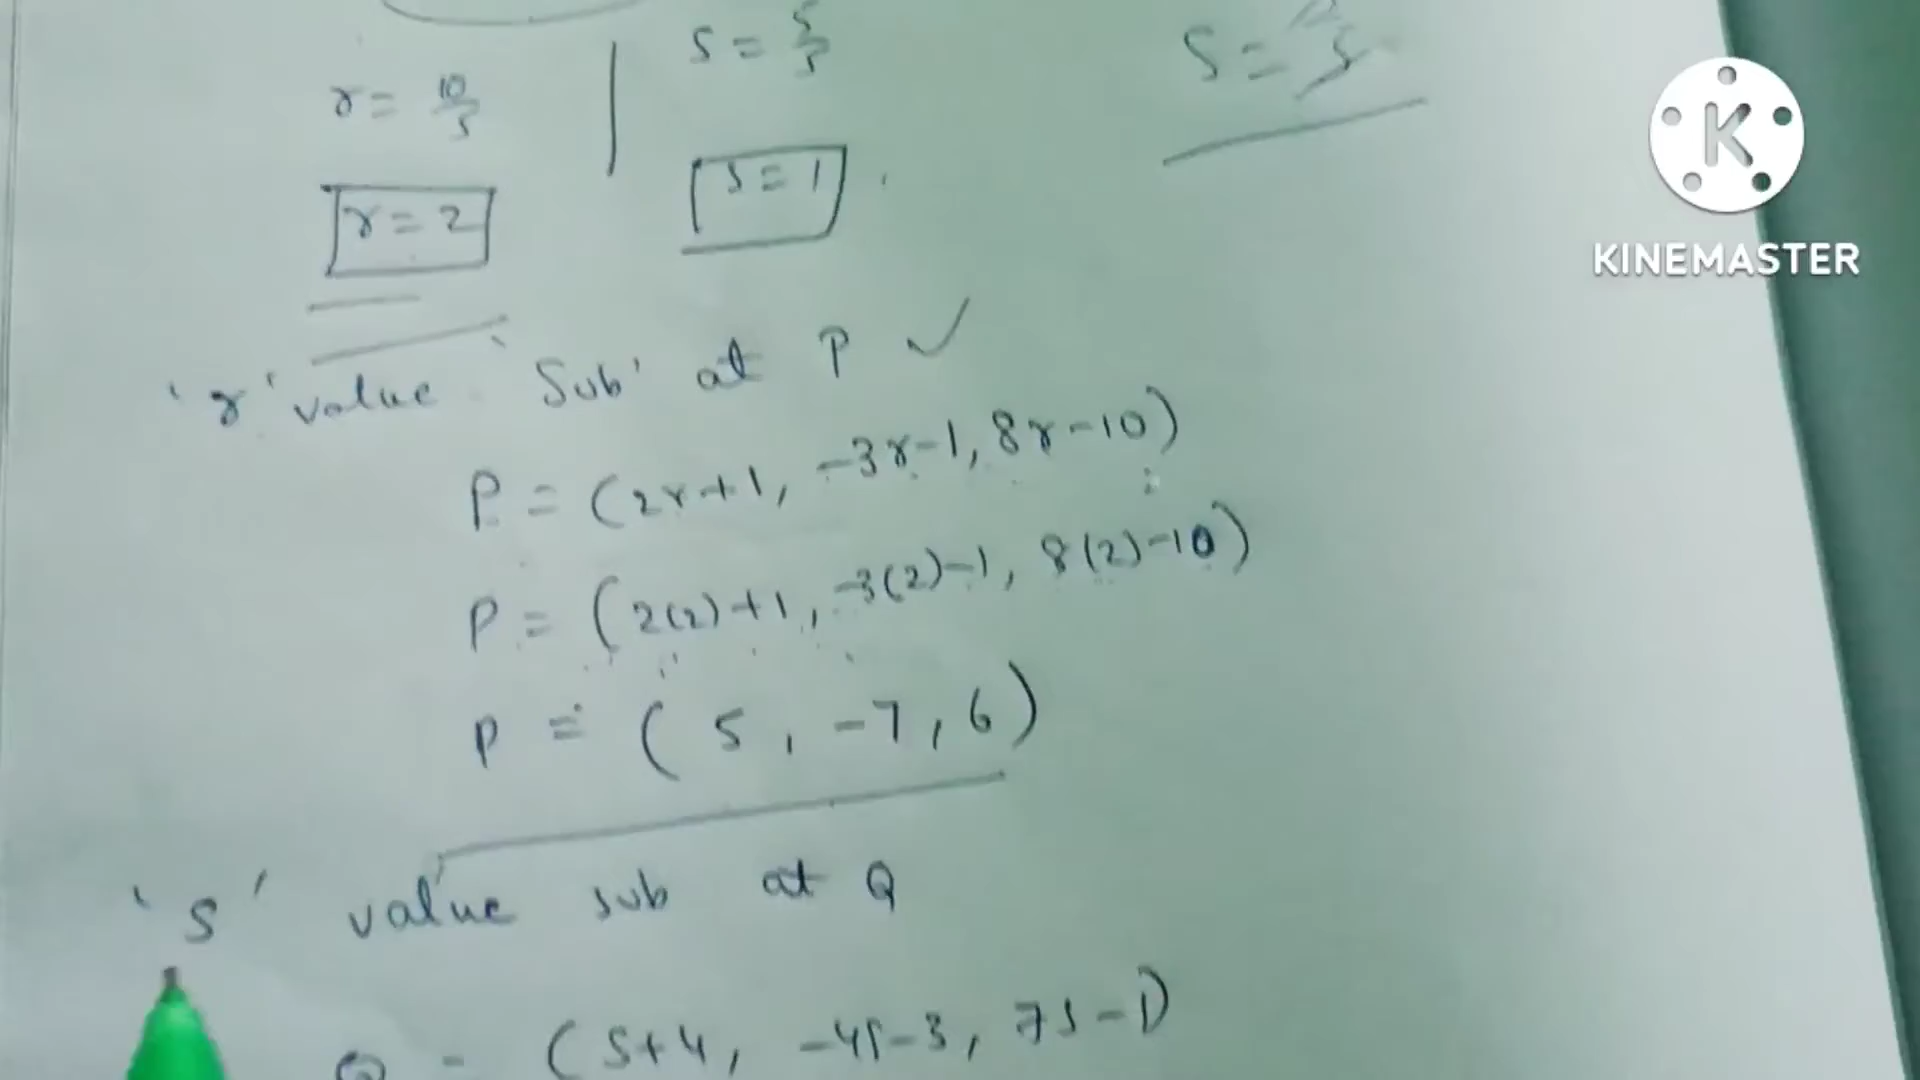 r = 10/5
s = 5/5
s = 5
r = 2
s = 1
KINEMASTER
'r' value 'Sub' at P ✓
P = (2r+1, -3r-1, 8r-10)
P = (2(2)+1, -3(2)-1, 8(2)-10)
P = (5, -7, 6)
's' value sub at Q
Q = (s+4, -4s-3, 7s-1)